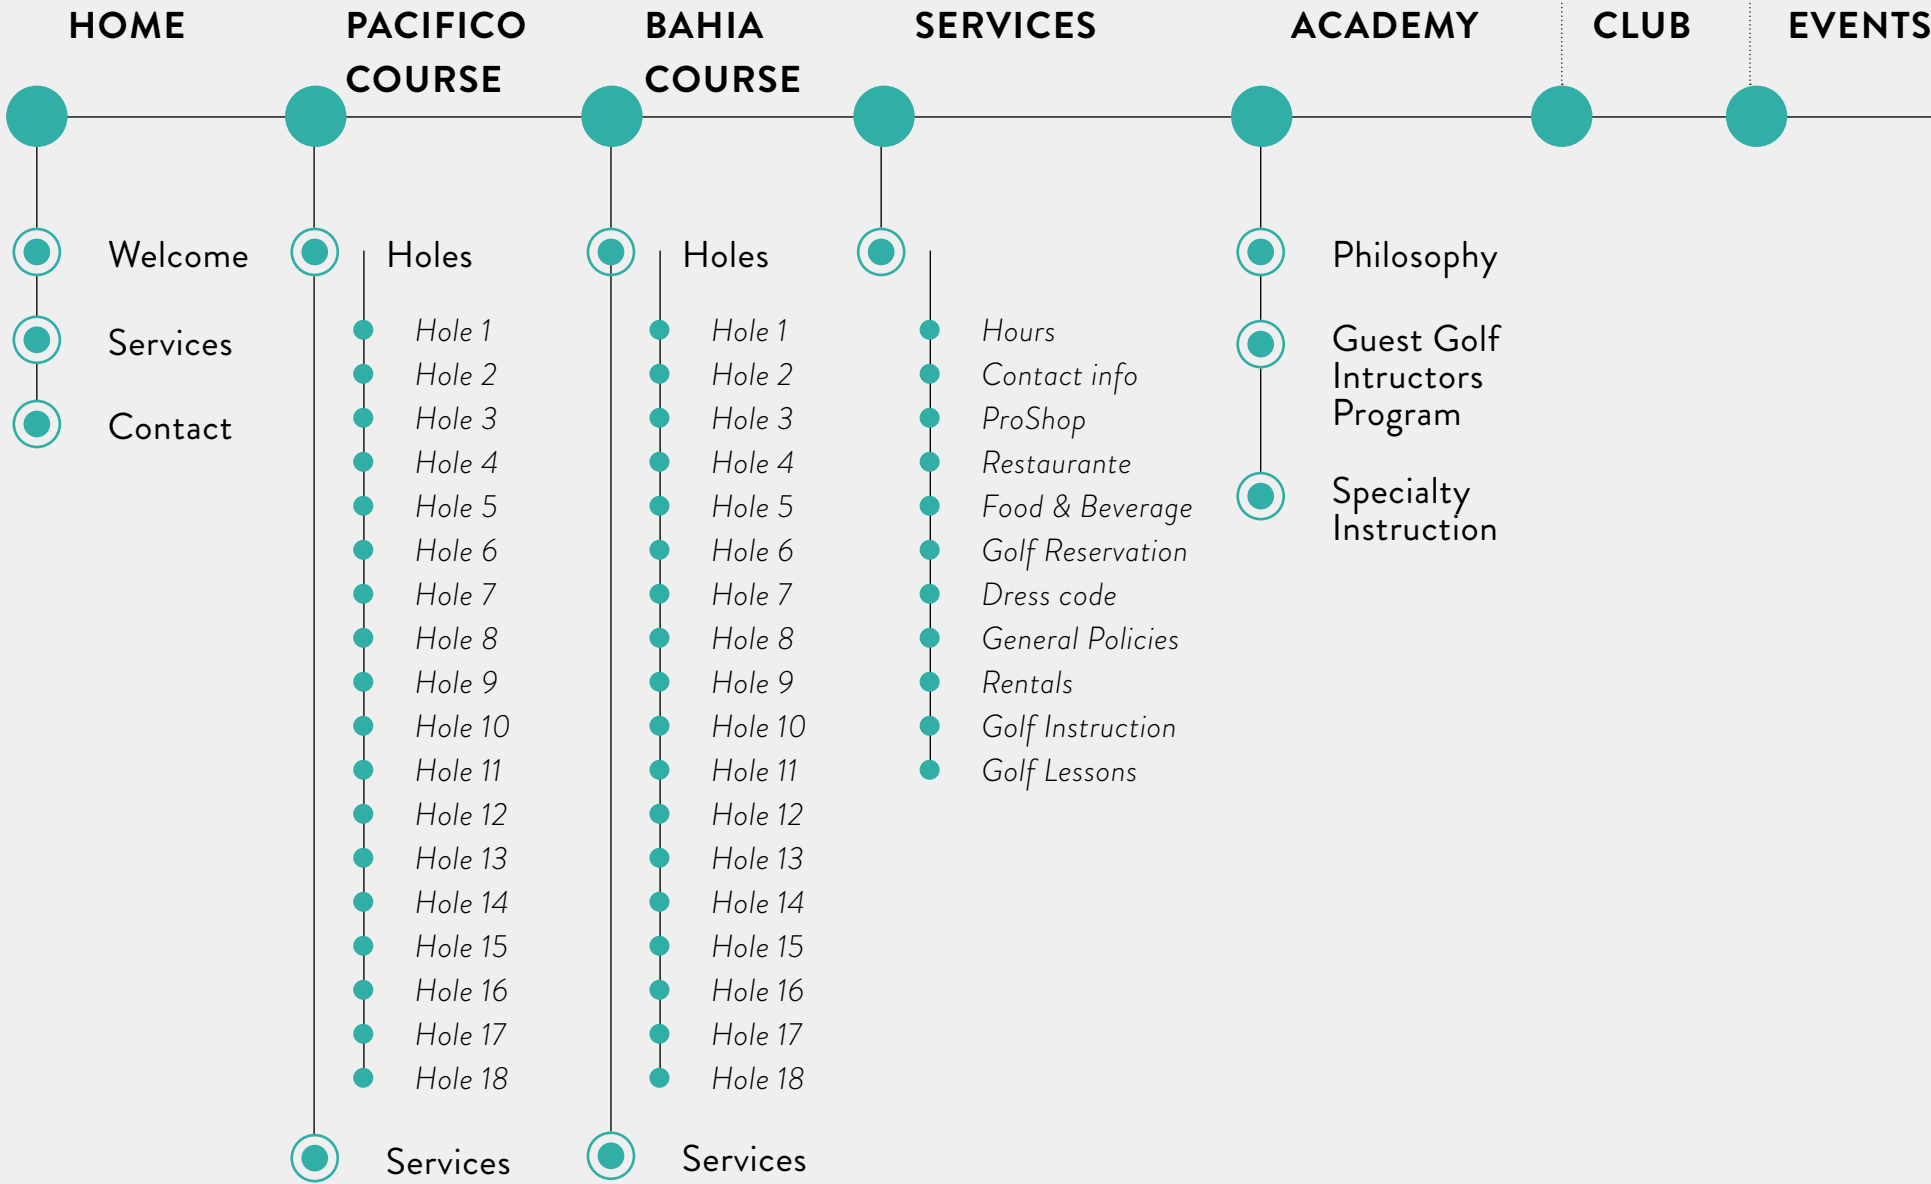 HOME
PACIFICO
COURSE
BAHIA
COURSE
SERVICES
ACADEMY
CLUB
EVENTS
Welcome
Services
Contact
Holes
Hole 1
Hole 2
Hole 3
Hole 4
Hole 5
Hole 6
Hole 7
Hole 8
Hole 9
Hole 10
Hole 11
Hole 12
Hole 13
Hole 14
Hole 15
Hole 16
Hole 17
Hole 18
Services
Holes
Hole 1
Hole 2
Hole 3
Hole 4
Hole 5
Hole 6
Hole 7
Hole 8
Hole 9
Hole 10
Hole 11
Hole 12
Hole 13
Hole 14
Hole 15
Hole 16
Hole 17
Hole 18
Services
Hours
Contact info
ProShop
Restaurante
Food & Beverage
Golf Reservation
Dress code
General Policies
Rentals
Golf Instruction
Golf Lessons
Philosophy
Guest Golf
Intructors
Program
Specialty
Instruction